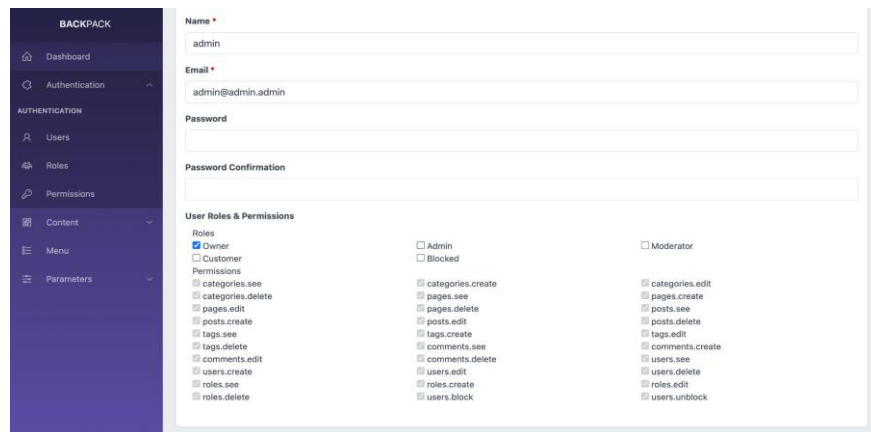 BACKPACK
Dashboard
Authentication
AUTHENTICATION
Users
Roles
Permissions
Content
Menu
Parameters
Name *
admin
Email *
admin@admin.admin
Password
Password Confirmation
User Roles & Permissions
Roles
Owner Admin Moderator
Customer Blocked
Permissions
categories.see categories.create categories.edit
categories.delete pages.see pages.create
pages.edit pages.delete posts.see
posts.create posts.edit posts.delete
tags.see tags.create tags.edit
tags.delete comments.see comments.create
comments.edit comments.delete users.see
users.create users.edit users.delete
roles.see roles.create roles.edit
roles.delete users.block users.unblock